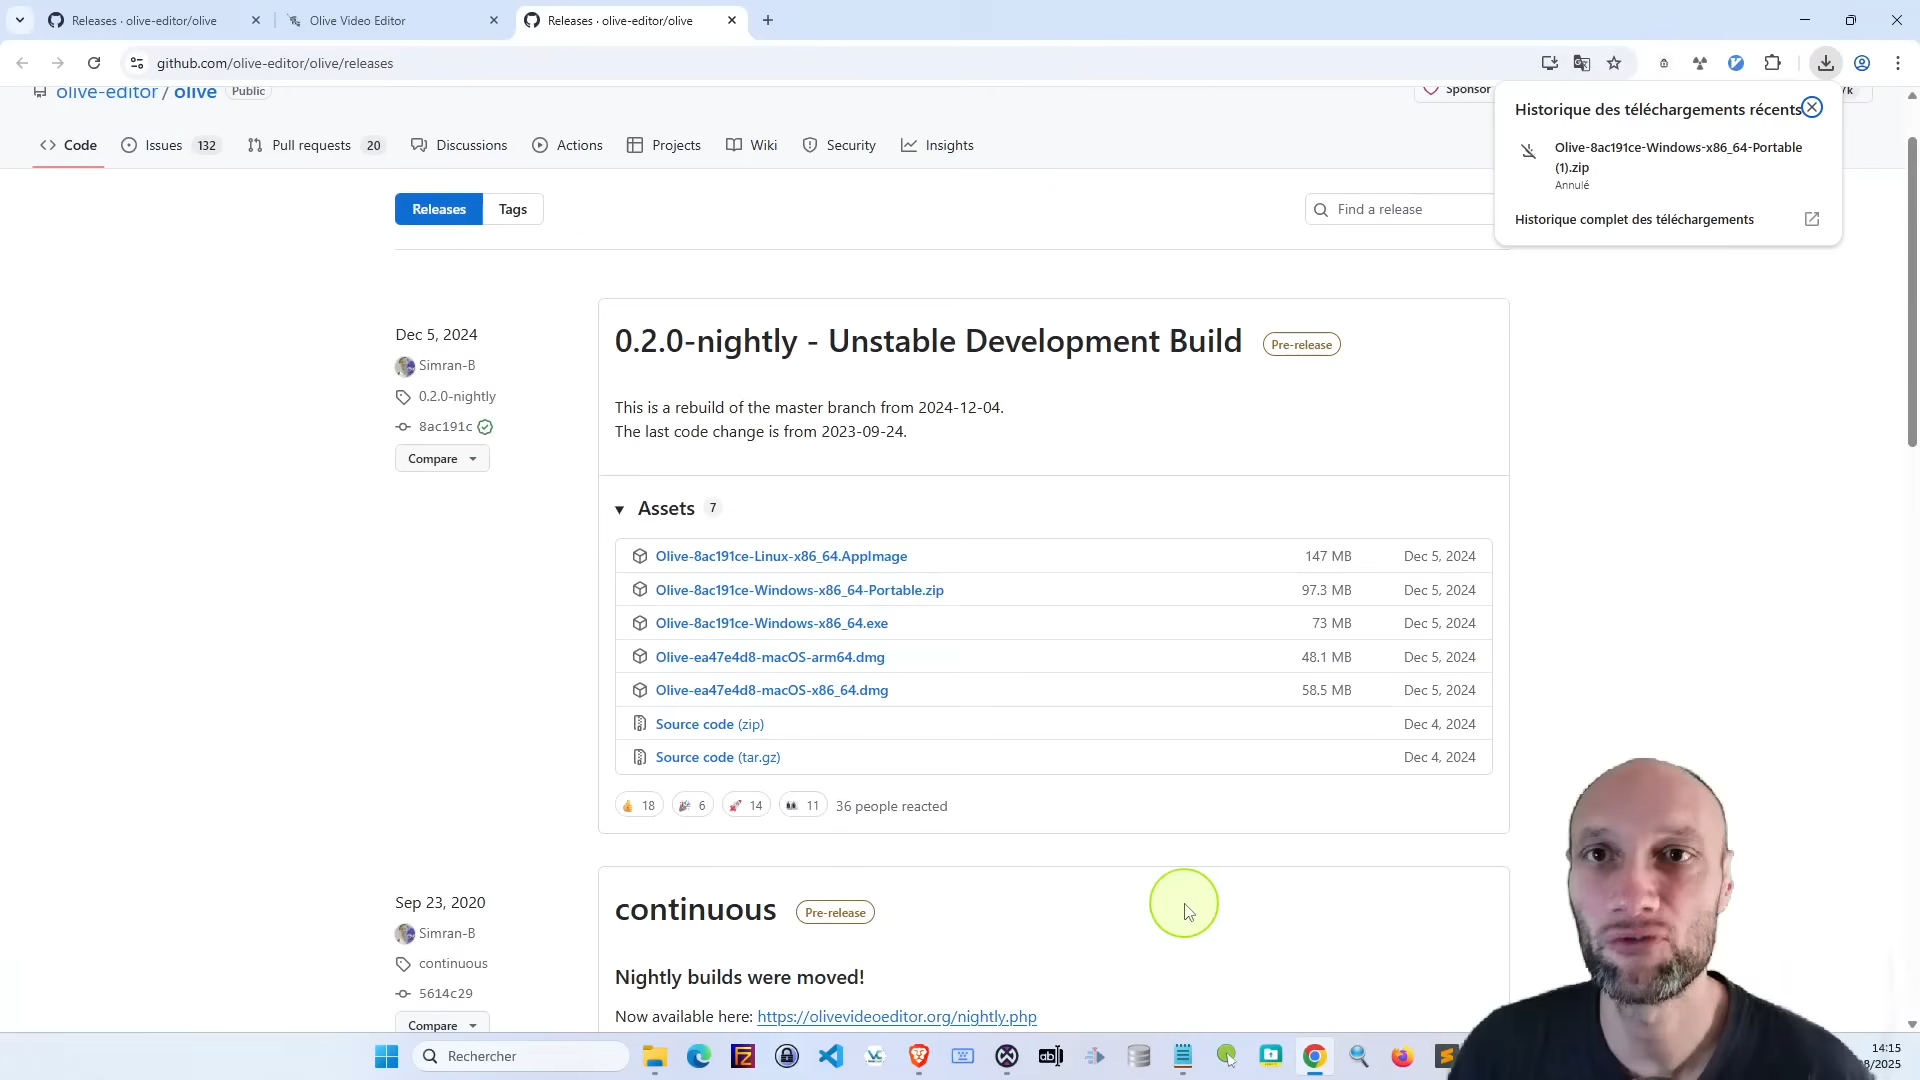 Releases · olive-editor/olive
Olive Video Editor
Releases · olive-editor/olive
github.com/olive-editor/olive/releases
olive-editor / olive
Public
Sponsor
Code
Issues 132
Pull requests 20
Discussions
Actions
Projects
Wiki
Security
Insights
Historique des téléchargements récents
Olive-8ac191ce-Windows-x86_64-Portable
(1).zip
Annulé
Historique complet des téléchargements
Releases
Tags
Find a release
Dec 5, 2024
Simran-B
0.2.0-nightly
8ac191c
Compare
0.2.0-nightly - Unstable Development Build
Pre-release
This is a rebuild of the master branch from 2024-12-04.
The last code change is from 2023-09-24.
Assets 7
Olive-8ac191ce-Linux-x86_64.AppImage 147 MB Dec 5, 2024
Olive-8ac191ce-Windows-x86_64-Portable.zip 97.3 MB Dec 5, 2024
Olive-8ac191ce-Windows-x86_64.exe 73 MB Dec 5, 2024
Olive-ea47e4d8-macOS-arm64.dmg 48.1 MB Dec 5, 2024
Olive-ea47e4d8-macOS-x86_64.dmg 58.5 MB Dec 5, 2024
Source code (zip) Dec 4, 2024
Source code (tar.gz) Dec 4, 2024
18 6 14 11 36 people reacted
Sep 23, 2020
Simran-B
continuous
5614c29
Compare
continuous
Pre-release
Nightly builds were moved!
Now available here: https://olivevideoeditor.org/nightly.php
Rechercher
14:15